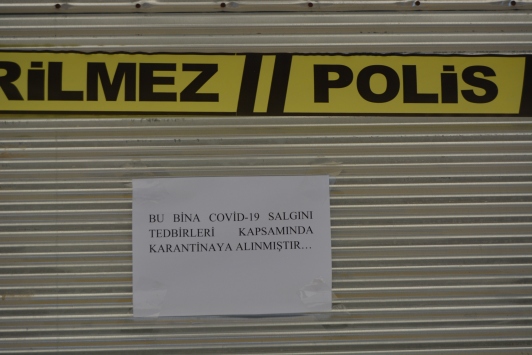 RİLMEZ POLİS
BU BİNA COVİD-19 SALGINI
TEDBİRLERİ KAPSAMINDA
KARANTİNAYA ALINMIŞTIR...